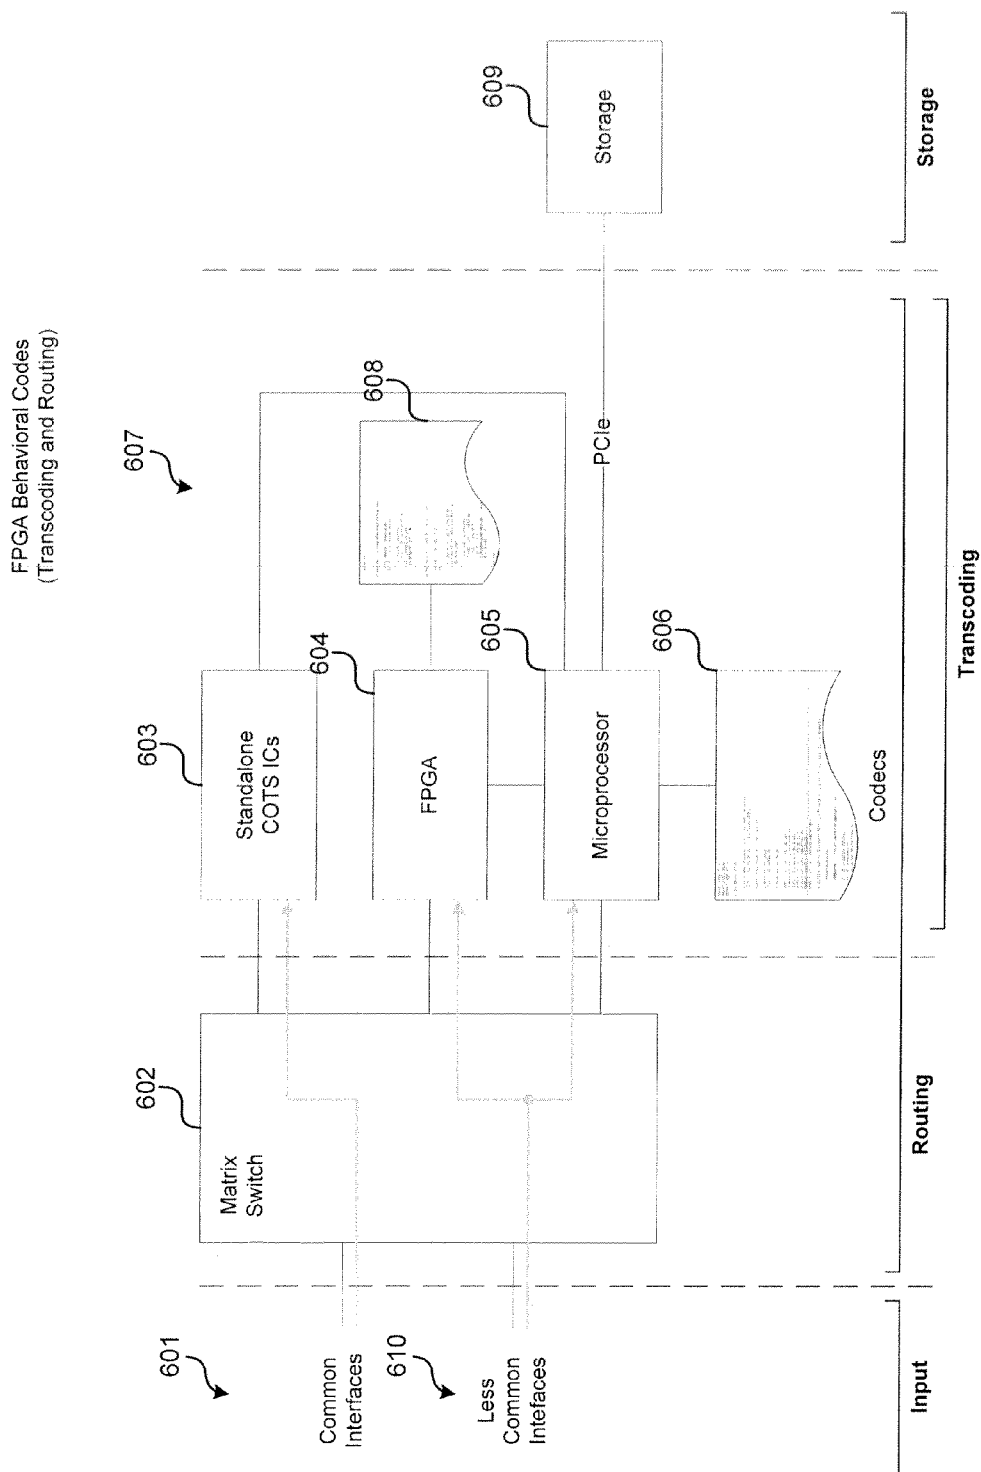 FPGA Behavioral Codes
(Transcoding and Routing)
607
601
Common
Interfaces
610
Less
Common
Intefaces
602
Matrix
Switch
603
Standalone
COTS ICs
604
FPGA
605
Microprocessor
606
Codecs
608
PCIe
609
Storage
Input
Routing
Transcoding
Storage